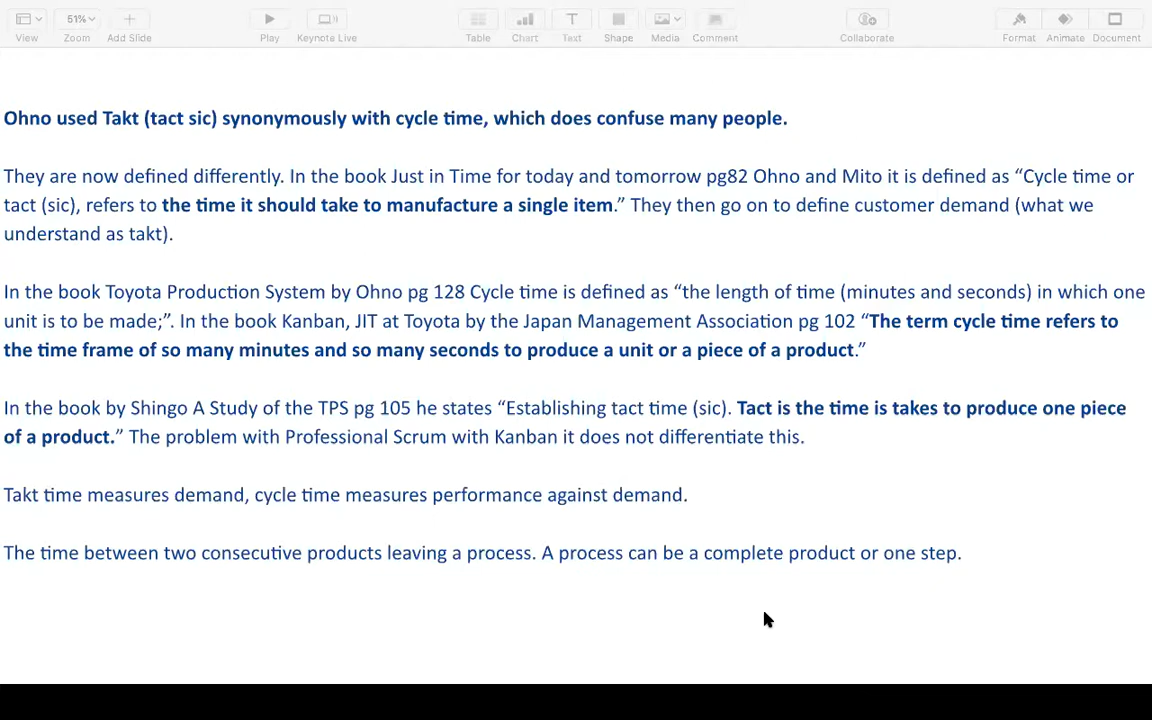 51%
View
Zoom
Add Slide
Play
Keynote Live
Table
Chart
Text
Shape
Media
Comment
Collaborate
Format
Animate
Document
Ohno used Takt (tact sic) synonymously with cycle time, which does confuse many people.
They are now defined differently. In the book Just in Time for today and tomorrow pg82 Ohno and Mito it is defined as “Cycle time or
tact (sic), refers to the time it should take to manufacture a single item.” They then go on to define customer demand (what we
understand as takt).
In the book Toyota Production System by Ohno pg 128 Cycle time is defined as “the length of time (minutes and seconds) in which one
unit is to be made;”. In the book Kanban, JIT at Toyota by the Japan Management Association pg 102 “The term cycle time refers to
the time frame of so many minutes and so many seconds to produce a unit or a piece of a product.”
In the book by Shingo A Study of the TPS pg 105 he states “Establishing tact time (sic). Tact is the time is takes to produce one piece
of a product.” The problem with Professional Scrum with Kanban it does not differentiate this.
Takt time measures demand, cycle time measures performance against demand.
The time between two consecutive products leaving a process. A process can be a complete product or one step.